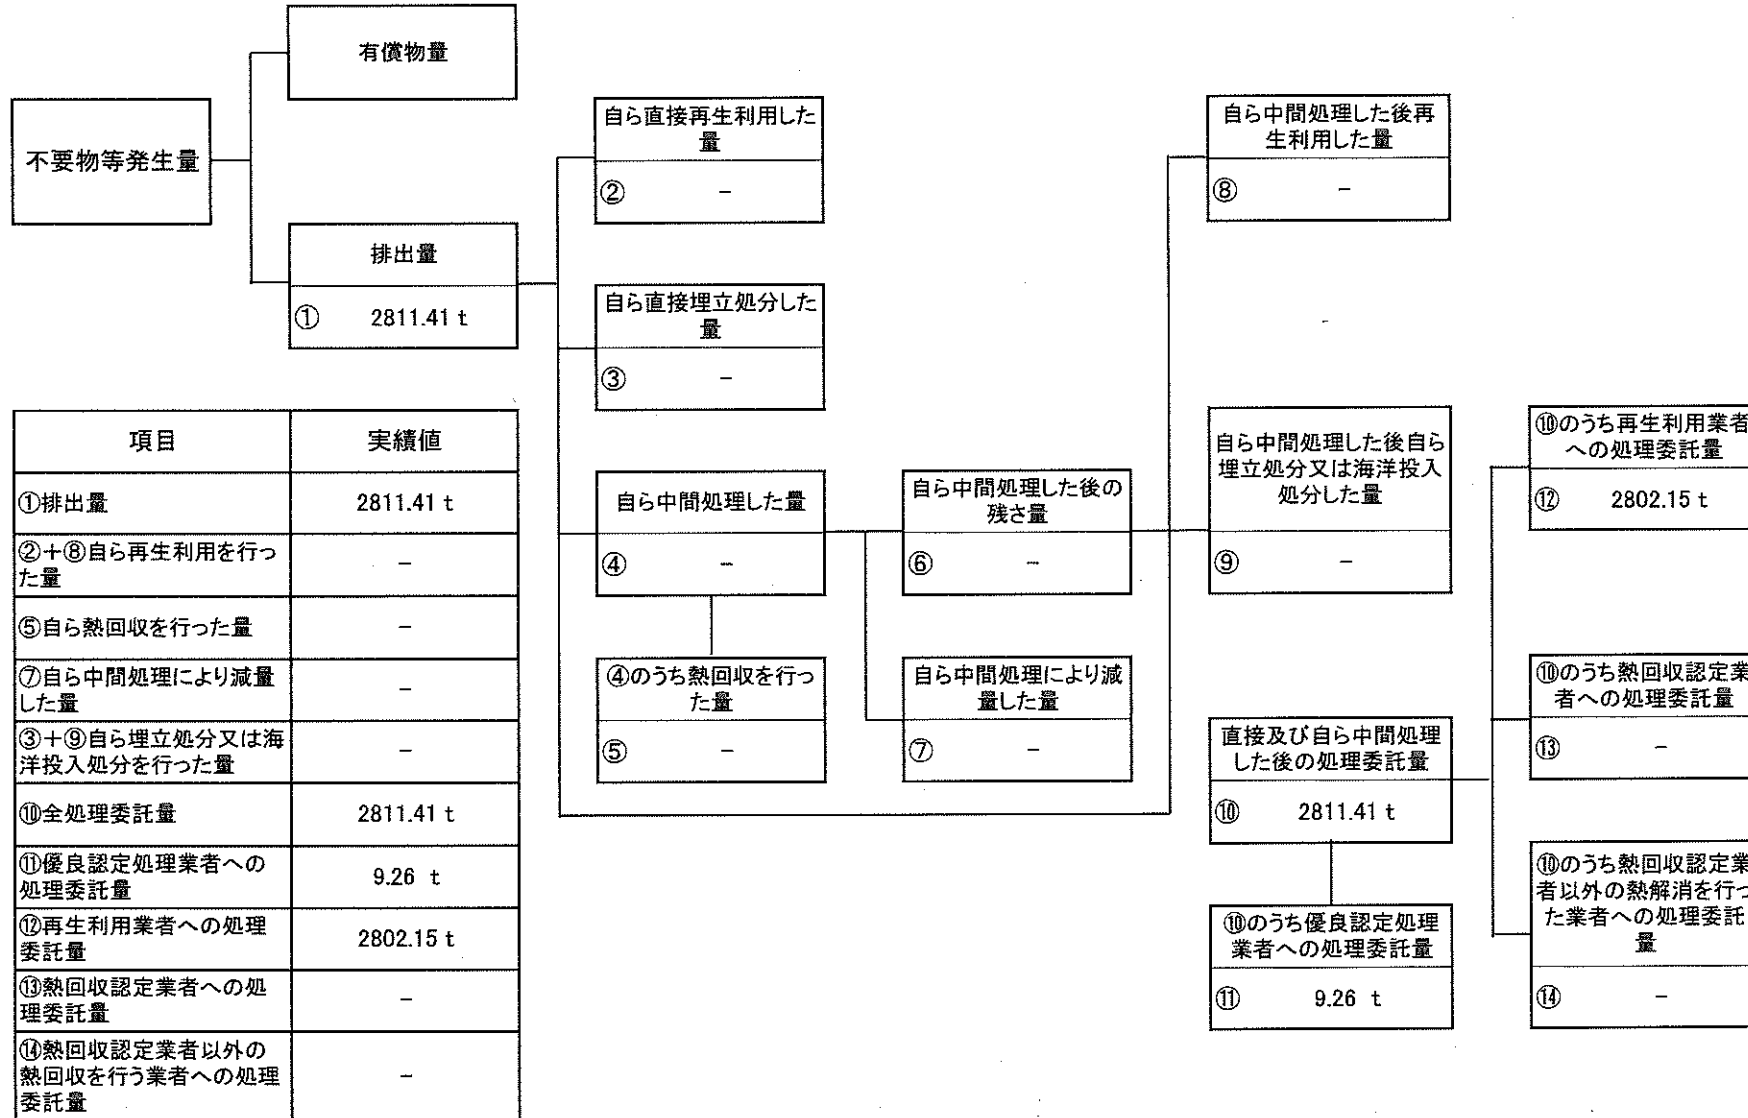 有償物量
不要物等発生量
排出量
① 2811.41 t
自ら直接再生利用した
量
② －
自ら直接埋立処分した
量
③ －
自ら中間処理した量
④ －
④のうち熱回収を行っ
た量
⑤ －
自ら中間処理した後の
残さ量
⑥ －
自ら中間処理により減
量した量
⑦ －
自ら中間処理した後再
生利用した量
⑧ －
自ら中間処理した後自ら
埋立処分又は海洋投入
処分した量
⑨ －
直接及び自ら中間処理
した後の処理委託量
⑩ 2811.41 t
⑩のうち優良認定処理
業者への処理委託量
⑪ 9.26 t
⑩のうち再生利用業者
への処理委託量
⑫ 2802.15 t
⑩のうち熱回収認定業
者への処理委託量
⑬ －
⑩のうち熱回収認定業
者以外の熱解消を行っ
た業者への処理委託
量
⑭ －
項目 実績値
①排出量 2811.41 t
②＋⑧自ら再生利用を行っ
た量 －
⑤自ら熱回収を行った量 －
⑦自ら中間処理により減量
した量 －
③＋⑨自ら埋立処分又は海
洋投入処分を行った量 －
⑩全処理委託量 2811.41 t
⑪優良認定処理業者への
処理委託量 9.26 t
⑫再生利用業者への処理
委託量 2802.15 t
⑬熱回収認定業者への処
理委託量 －
⑭熱回収認定業者以外の
熱回収を行う業者への処理
委託量 －